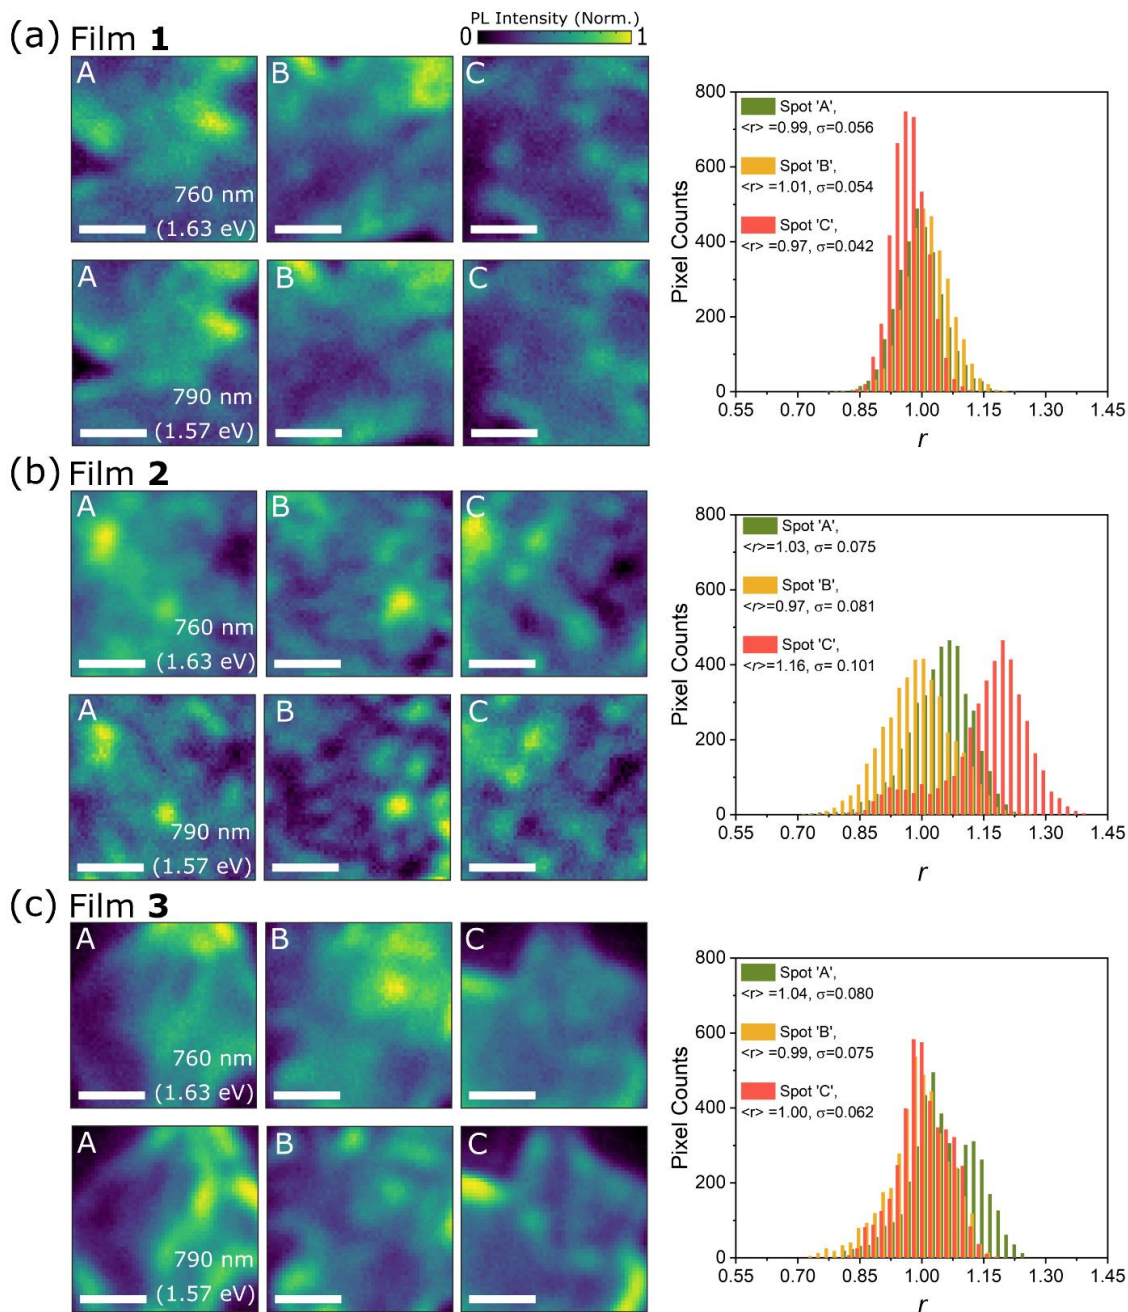 (a) Film 1
PL Intensity (Norm.)
0 1
A B C
760 nm
(1.63 eV)
A B C
790 nm
(1.57 eV)
800
600
400
200
0
Pixel Counts
Spot 'A',
<r> =0.99, σ=0.056
Spot 'B',
<r> =1.01, σ=0.054
Spot 'C',
<r> =0.97, σ=0.042
0.55 0.70 0.85 1.00 1.15 1.30 1.45
r
(b) Film 2
A B C
760 nm
(1.63 eV)
A B C
790 nm
(1.57 eV)
800
600
400
200
0
Pixel Counts
Spot 'A',
<r>=1.03, σ= 0.075
Spot 'B',
<r>=0.97, σ= 0.081
Spot 'C',
<r>=1.16, σ= 0.101
0.55 0.70 0.85 1.00 1.15 1.30 1.45
r
(c) Film 3
A B C
760 nm
(1.63 eV)
A B C
790 nm
(1.57 eV)
800
600
400
200
0
Pixel Counts
Spot 'A',
<r> =1.04, σ=0.080
Spot 'B',
<r> =0.99, σ=0.075
Spot 'C',
<r> =1.00, σ=0.062
0.55 0.70 0.85 1.00 1.15 1.30 1.45
r